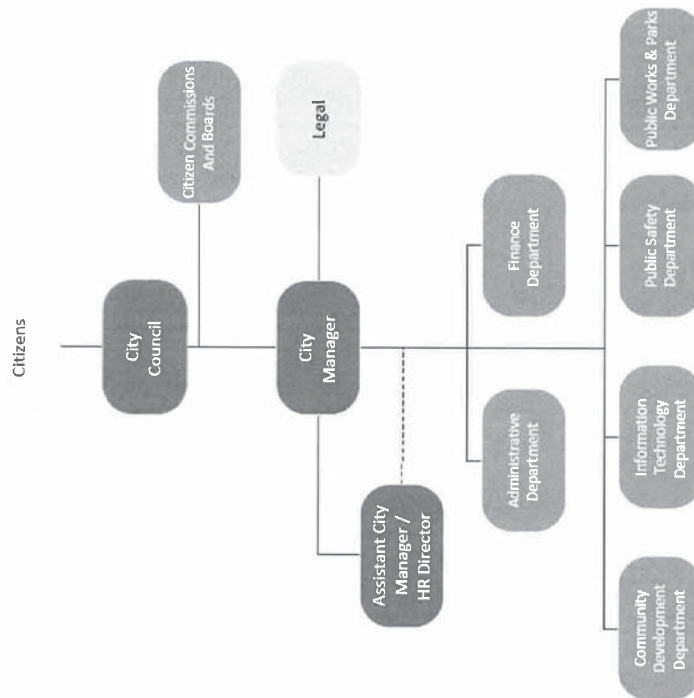 Citizens
City
Council
Citizen Commissions
And Boards
City
Manager
Legal
Assistant City
Manager /
HR Director
Administrative
Department
Finance
Department
Community
Development
Department
Information
Technology
Department
Public Safety
Department
Public Works & Parks
Department